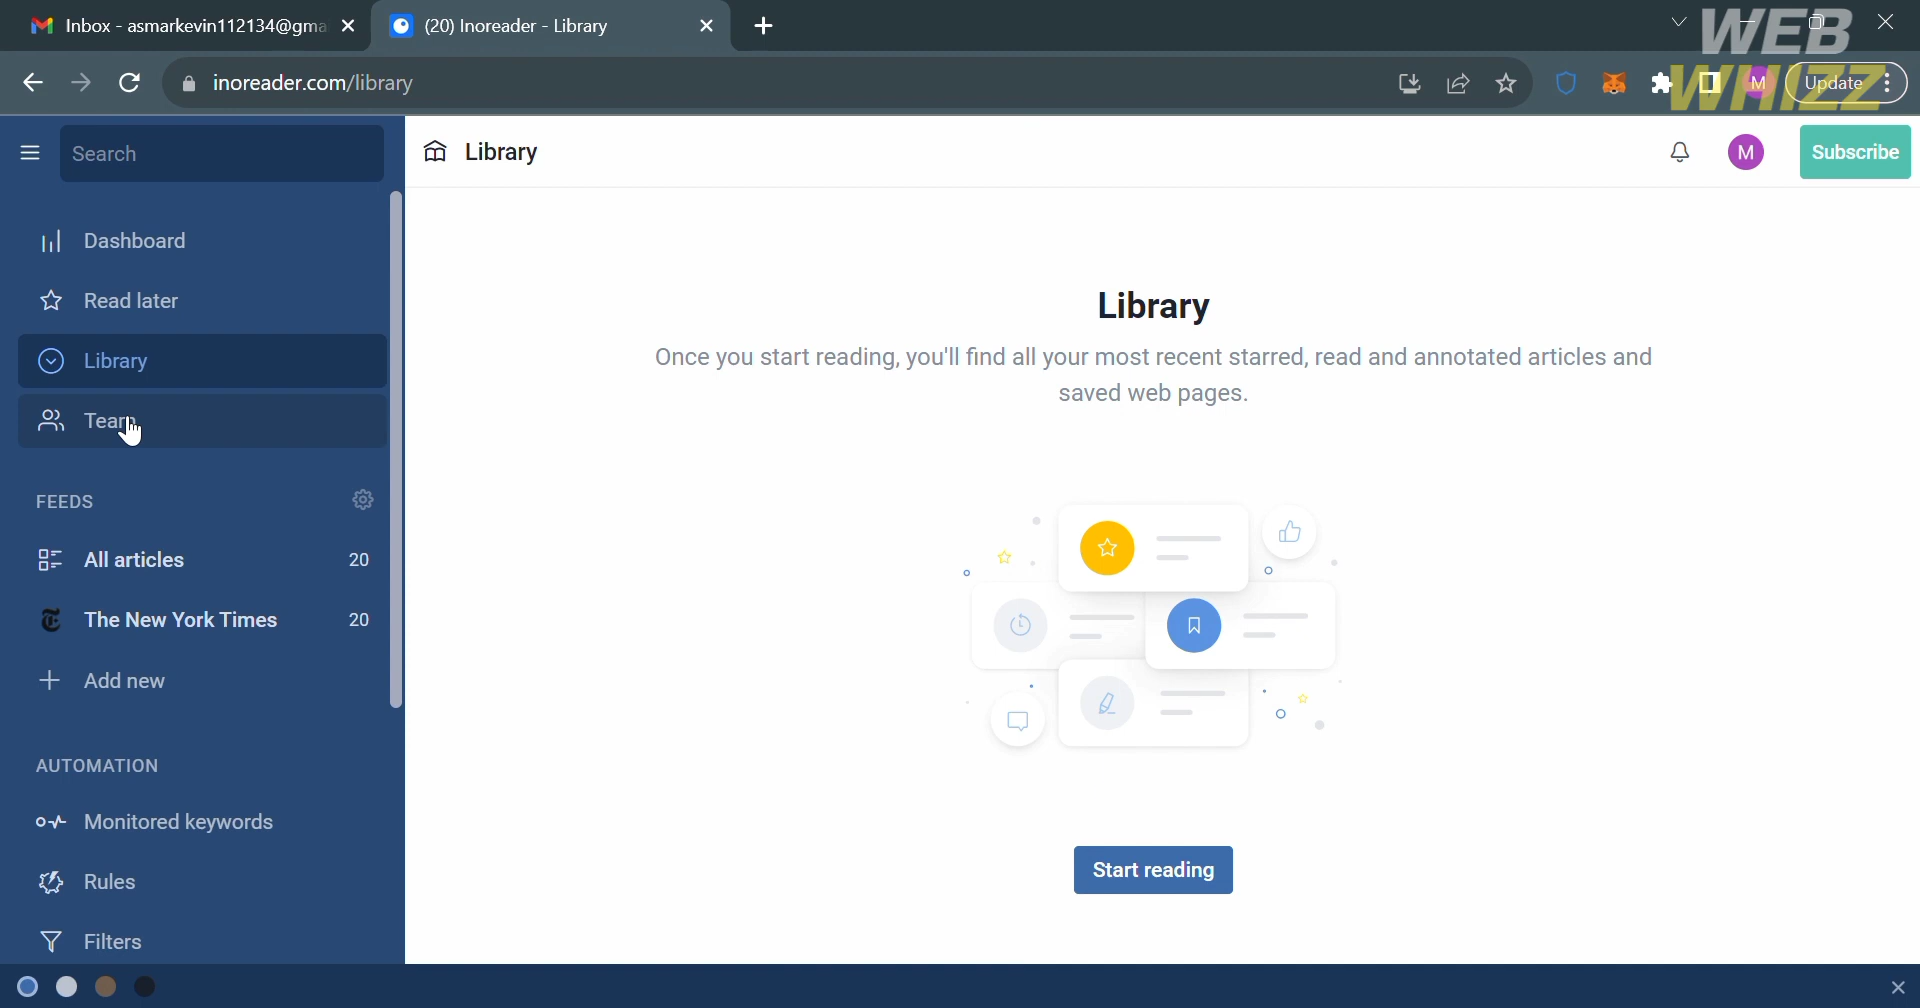 Inbox - asmarkevin112134@gma
(20) Inoreader - Library
WEB
WHIZZ
inoreader.com/library
M
Update
Search
Library
M
Subscribe
Dashboard
Read later
Library
Team
FEEDS
All articles 20
The New York Times 20
Add new
AUTOMATION
Monitored keywords
Rules
Filters
Library
Once you start reading, you'll find all your most recent starred, read and annotated articles and
saved web pages.
Start reading